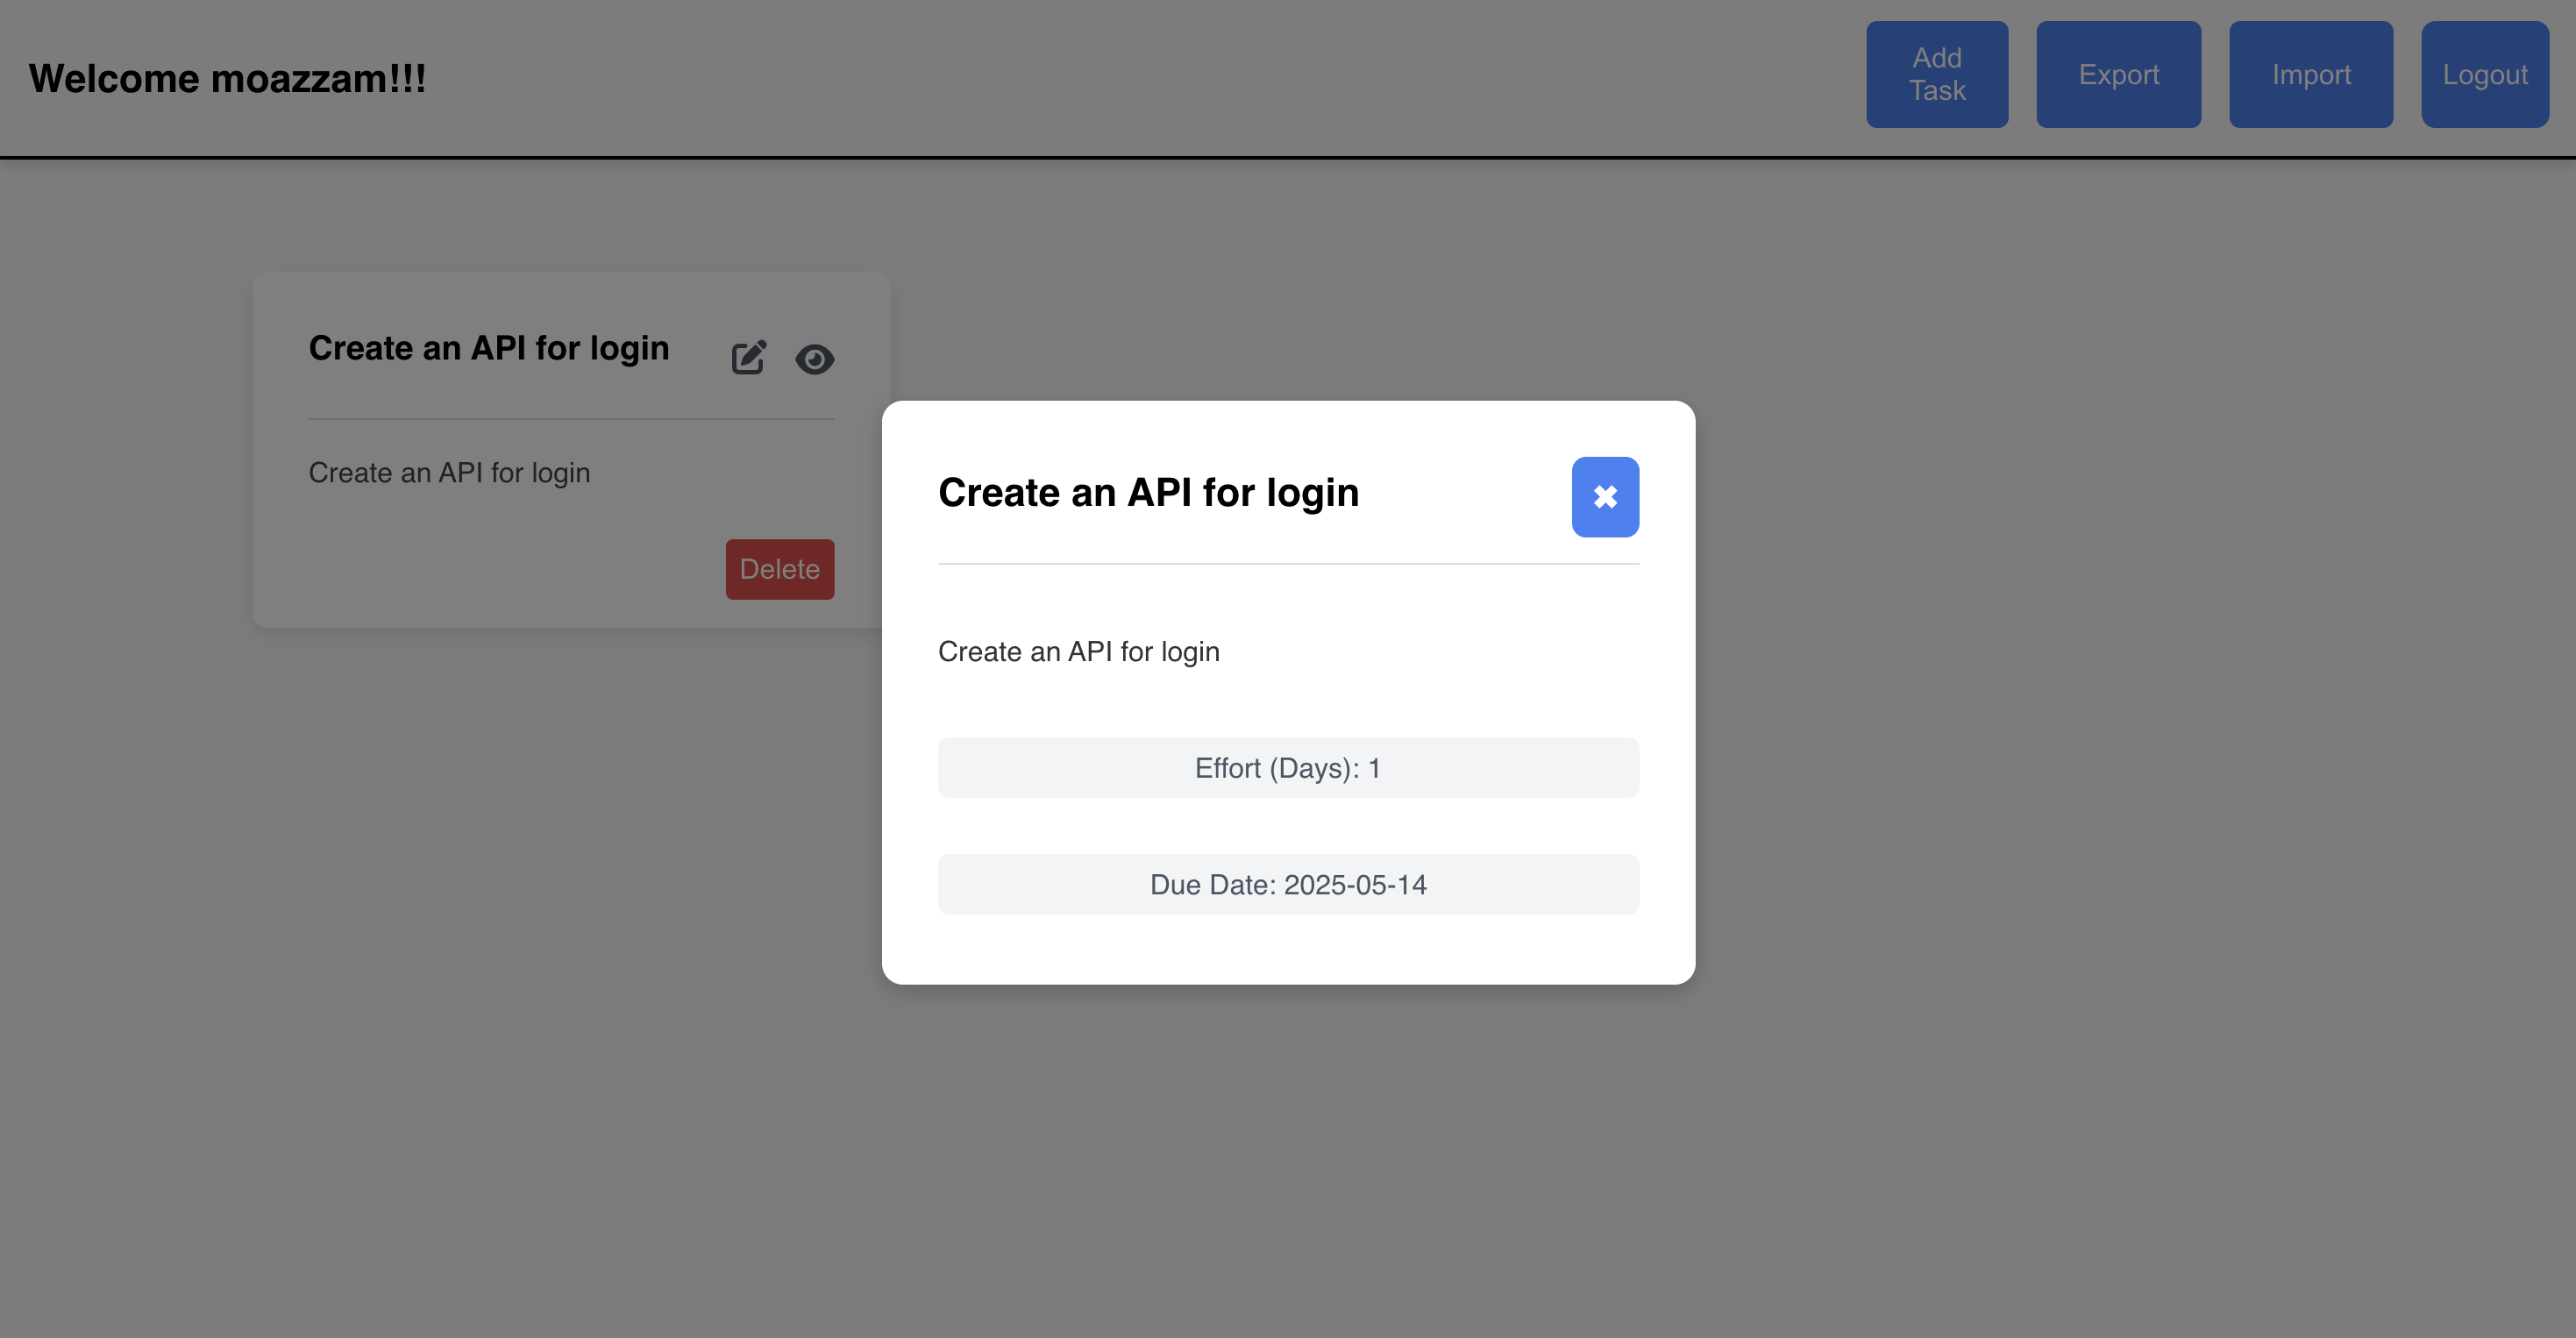 Welcome moazzam!!!
Add
Task
Export
Import
Logout
Create an API for login
Create an API for login
Delete
Create an API for login
✖
Create an API for login
Effort (Days): 1
Due Date: 2025-05-14